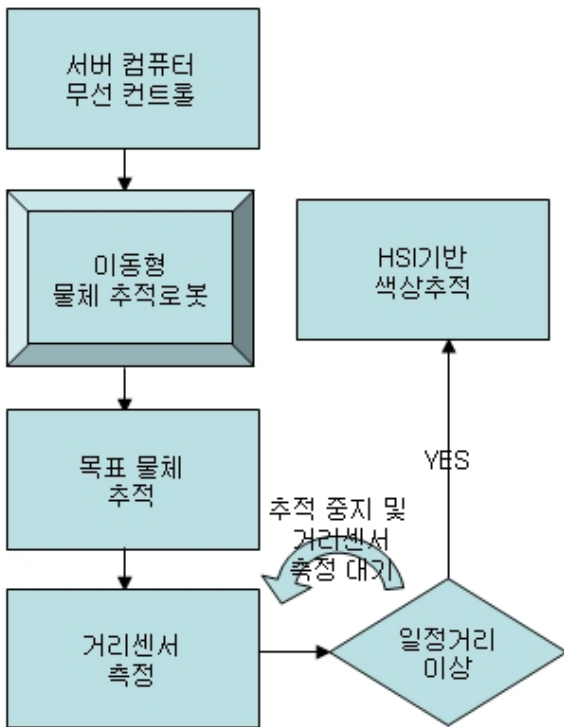 서버 컴퓨터
무선 컨트롤
이동형
물체 추적로봇
HSI기반
색상추적
목표 물체
추적
YES
추적 중지 및
거리센서
측정 대기
거리센서
측정
일정거리
이상